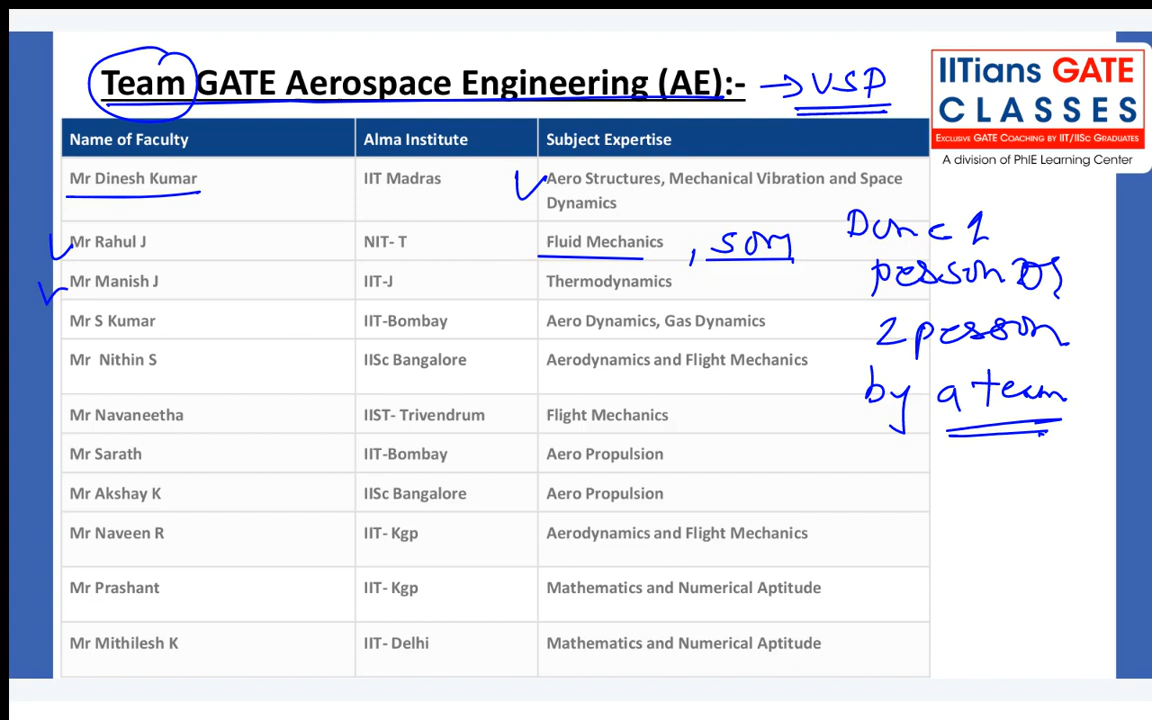 Team GATE Aerospace Engineering (AE):- → USP
IITians GATE
CLASSES
EXCLUSIVE GATE COACHING BY IIT/IISC GRADUATES
A division of PhIE Learning Center
Name of Faculty Alma Institute Subject Expertise
Mr Dinesh Kumar IIT Madras Aero Structures, Mechanical Vibration and Space
Dynamics
Mr Rahul J NIT- T Fluid Mechanics , SOM
Mr Manish J IIT-J Thermodynamics
Mr S Kumar IIT-Bombay Aero Dynamics, Gas Dynamics
Mr Nithin S IISc Bangalore Aerodynamics and Flight Mechanics
Mr Navaneetha IIST- Trivendrum Flight Mechanics
Mr Sarath IIT-Bombay Aero Propulsion
Mr Akshay K IISc Bangalore Aero Propulsion
Mr Naveen R IIT- Kgp Aerodynamics and Flight Mechanics
Mr Prashant IIT- Kgp Mathematics and Numerical Aptitude
Mr Mithilesh K IIT- Delhi Mathematics and Numerical Aptitude
1
person or
2 person
by a team